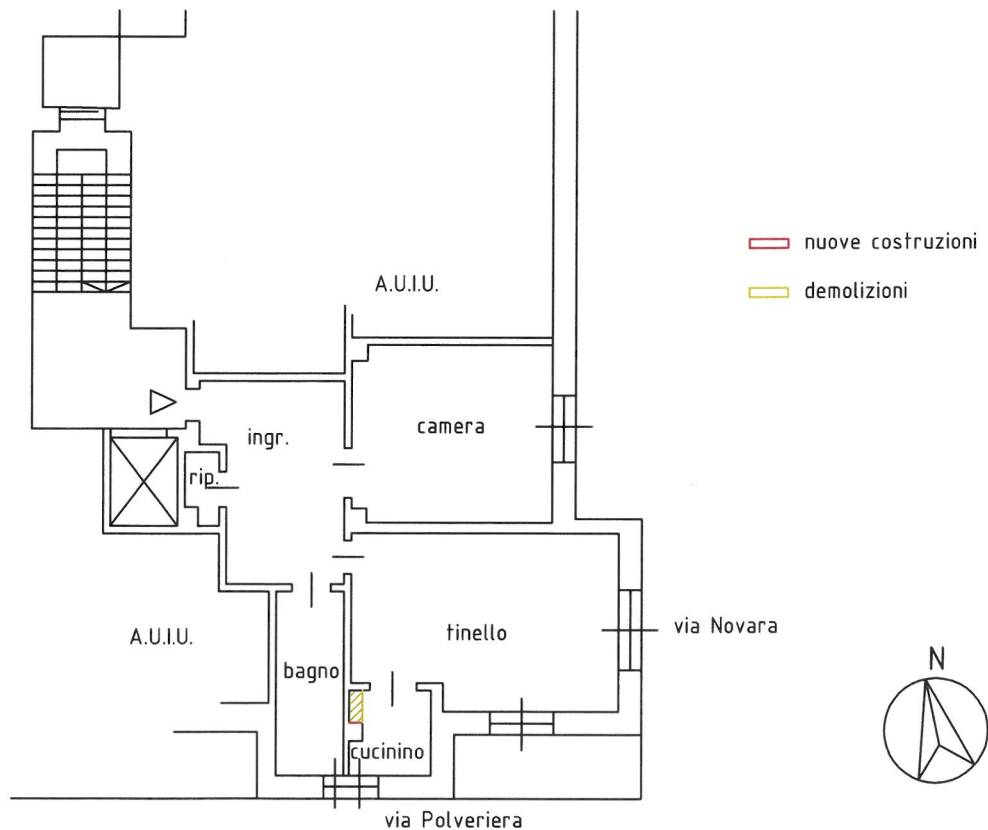 nuove costruzioni
A.U.I.U.
demolizioni
camera
ingr.
rip.
via Novara
tinello
A.U.I.U.
N
bagno
cucinino
via Polveriera